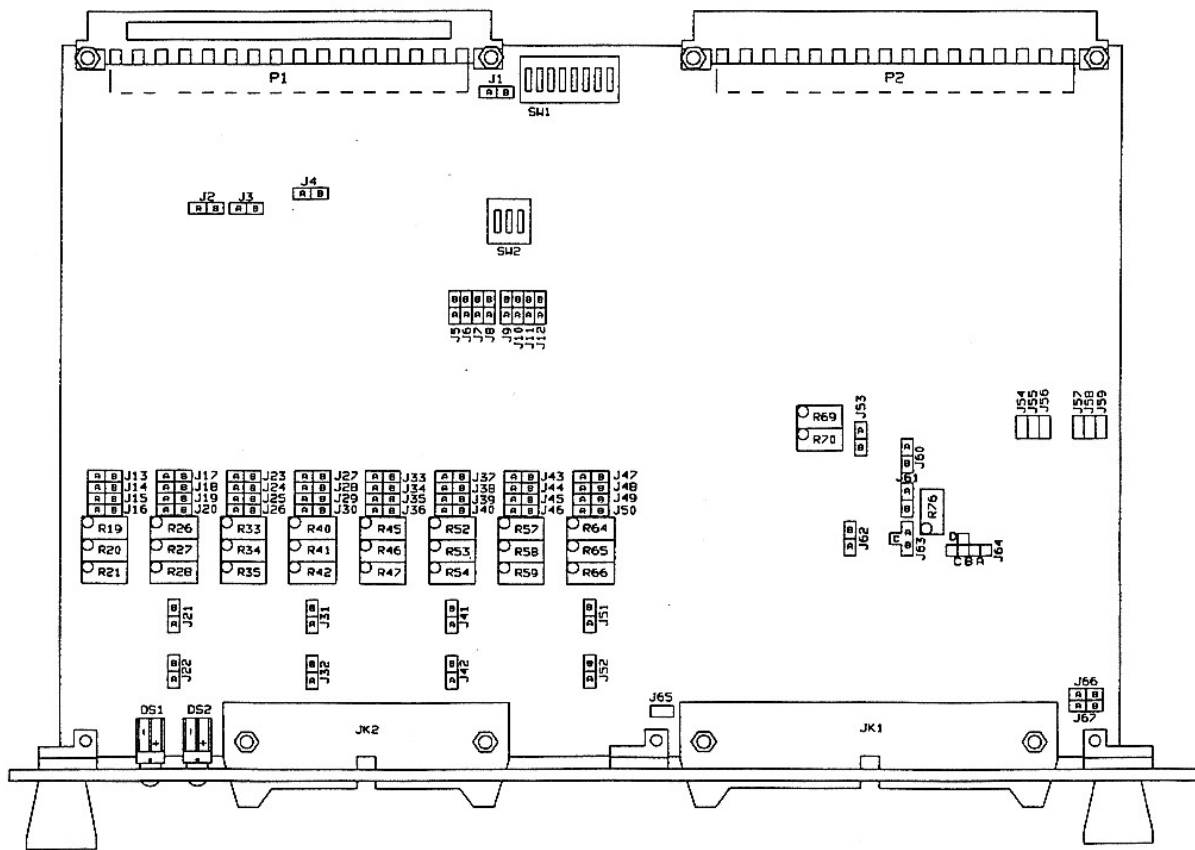 P1
P2
J1
A B
SW1
J2 J3 J4
A B A B A B
SW2
B B B B B B B B
A A A A A A A A
J5 J6 J7 J8 J9 J10 J11 J12
R69
R70
J53
A B
J54 J55 J56 J57 J58 J59
J60
A B
J61
A B
R76
J62
B A
C
A B
J63
D
C B A
J64
A B J13 A B J17 A B J23 A B J27 A B J33 A B J37 A B J43 A B J47
A B J14 A B J18 A B J24 A B J28 A B J34 A B J38 A B J44 A B J48
A B J15 A B J19 A B J25 A B J29 A B J35 A B J39 A B J45 A B J49
A B J16 A B J20 A B J26 A B J30 A B J36 A B J40 A B J46 A B J50
R19 R26 R33 R40 R45 R52 R57 R64
R20 R27 R34 R41 R46 R53 R58 R65
R21 R28 R35 R42 R47 R54 R59 R66
B A J21 B A J31 B A J41 B A J51
B A J22 B A J32 B A J42 B A J52
DS1 DS2
- + - +
JK2
J65
JK1
J66
A B
A B
J67